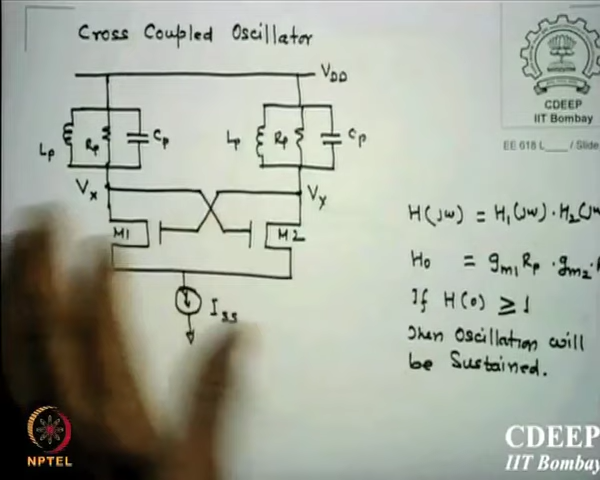 Cross Coupled Oscillator
CDEEP
IIT Bombay
EE 618 L____ / Slide
VDD
Lp Rp Cp Lp Rp Cp
Vx Vy
M1 M2
ISS
H(jω) = H1(jω) · H2(jω
H0 = gm1 Rp · gm2 ·
If H(0) ≥ 1
Then Oscillation will
be Sustained.
NPTEL
CDEEP
IIT Bombay